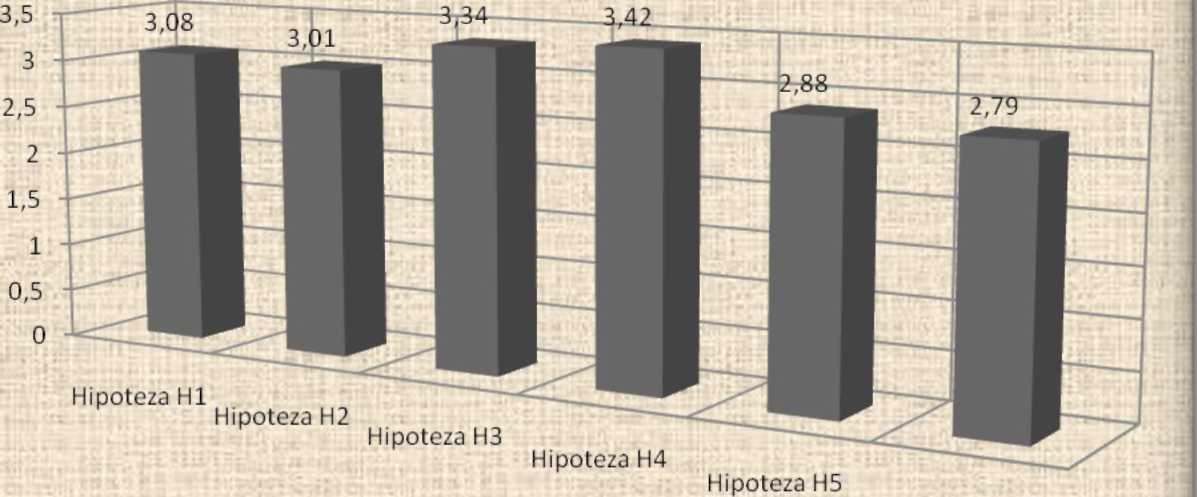 3,5
3
2,5
2
1,5
1
0,5
0
3,08
3,01
3,34
3,42
2,88
2,79
Hipoteza H1
Hipoteza H2
Hipoteza H3
Hipoteza H4
Hipoteza H5